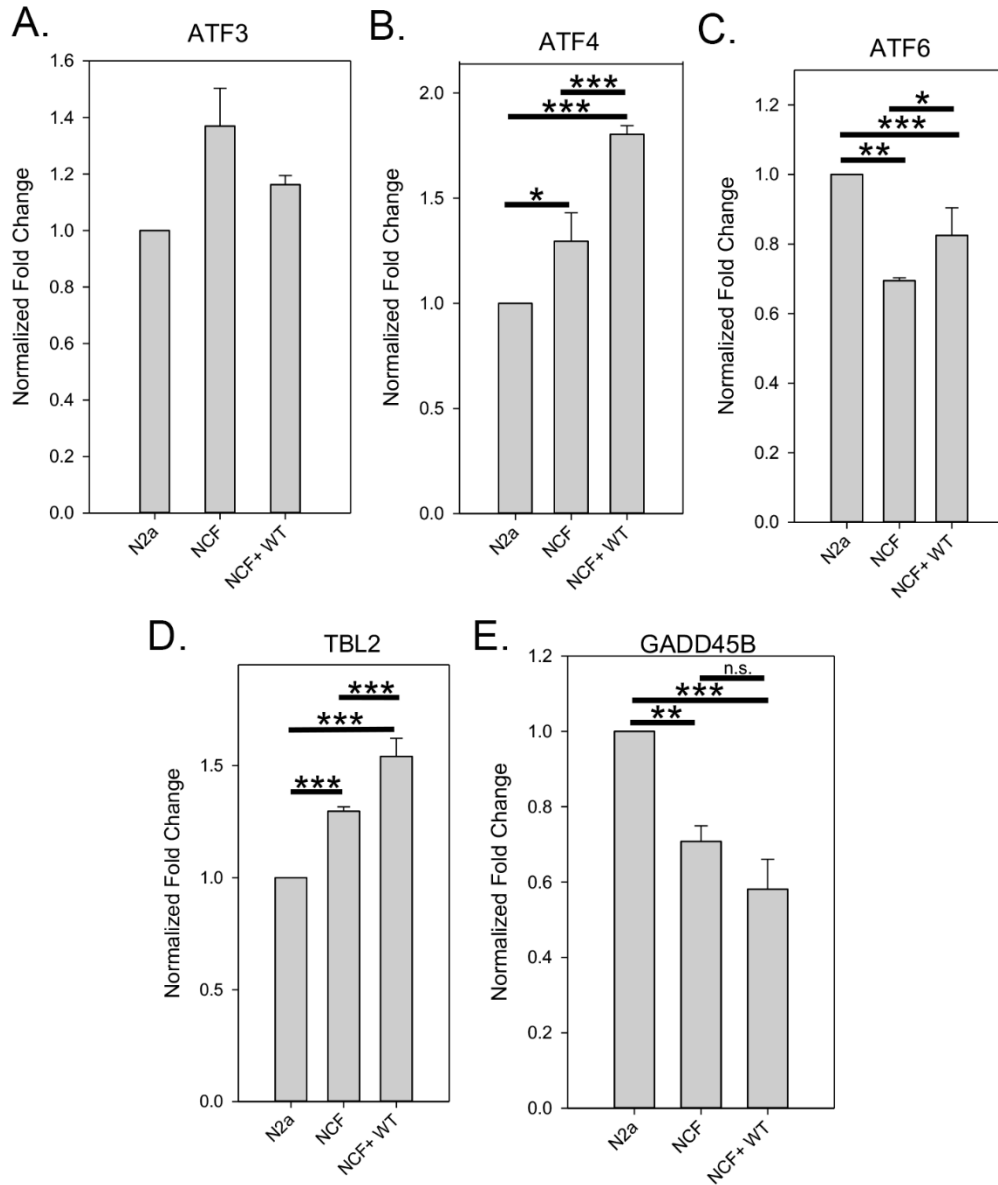 A.
ATF3
Normalized Fold Change
1.6
1.4
1.2
1.0
0.8
0.6
0.4
0.2
0.0
N2a
NCF
NCF+ WT
B.
ATF4
Normalized Fold Change
2.0
1.5
1.0
0.5
0.0
***
***
*
N2a
NCF
NCF+ WT
C.
ATF6
Normalized Fold Change
1.2
1.0
0.8
0.6
0.4
0.2
0.0
*
***
**
N2a
NCF
NCF+ WT
D.
TBL2
Normalized Fold Change
1.5
1.0
0.5
0.0
***
***
***
N2a
NCF
NCF+ WT
E.
GADD45B
Normalized Fold Change
1.2
1.0
0.8
0.6
0.4
0.2
0.0
n.s.
***
**
N2a
NCF
NCF+ WT